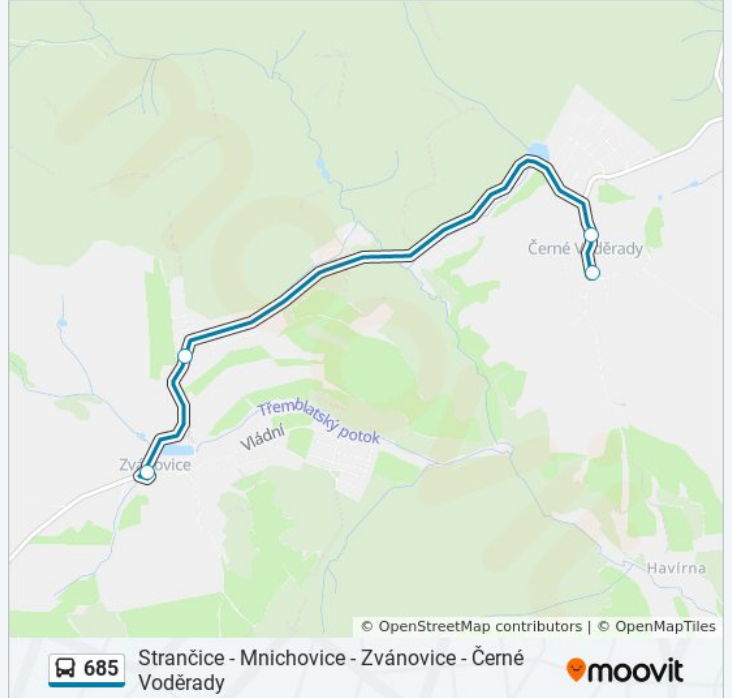 Černé Voděrady
Třemblatský potok
Vládní
Zvánovice
Havírna
© OpenStreetMap contributors | © OpenMapTiles
685
Strančice - Mnichovice - Zvánovice - Černé
Voděrady
moovit